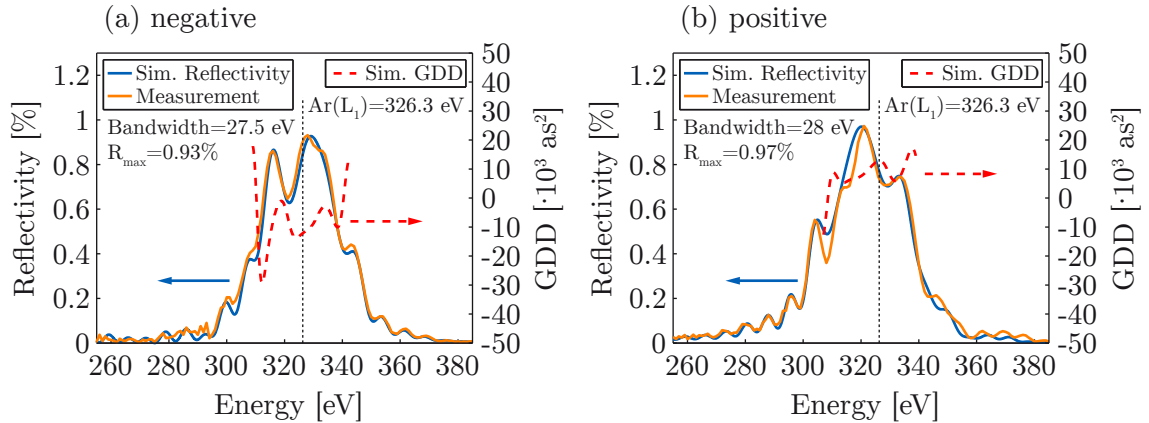 (a) negative
Reflectivity [%]
1.2
1
0.8
0.6
0.4
0.2
0
Sim. Reflectivity
Measurement
Sim. GDD
Bandwidth=27.5 eV
R_max=0.93%
Ar(L_1)=326.3 eV
50
40
30
20
10
0
-10
-20
-30
-40
-50
GDD [·10³ as²]
260 280 300 320 340 360 380
Energy [eV]
(b) positive
Reflectivity [%]
1.2
1
0.8
0.6
0.4
0.2
0
Sim. Reflectivity
Measurement
Sim. GDD
Bandwidth=28 eV
R_max=0.97%
Ar(L_1)=326.3 eV
50
40
30
20
10
0
-10
-20
-30
-40
-50
GDD [·10³ as²]
260 280 300 320 340 360 380
Energy [eV]